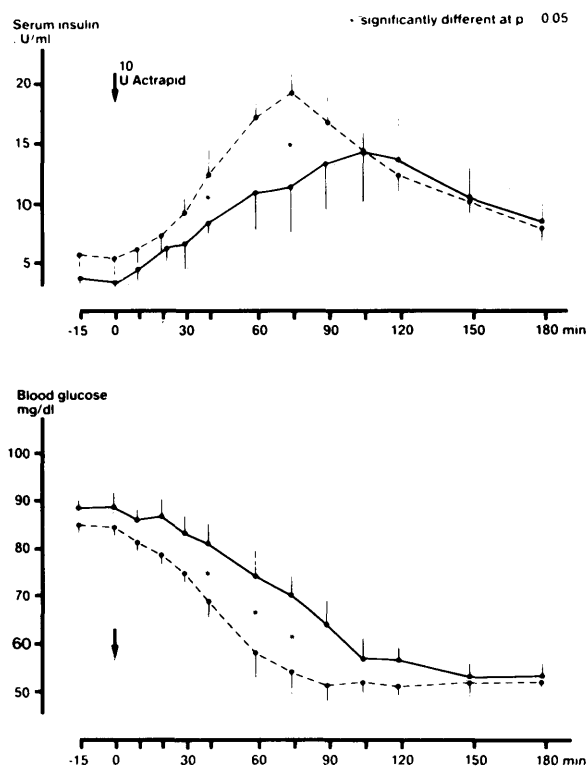 Serum insulin
U/ml
* significantly different at p 0 05
10
U Actrapid
20
15
10
5
-15 0 30 60 90 120 150 180 min
Blood glucose
mg/dl
100
90
80
70
60
50
-15 0 30 60 90 120 150 180 min